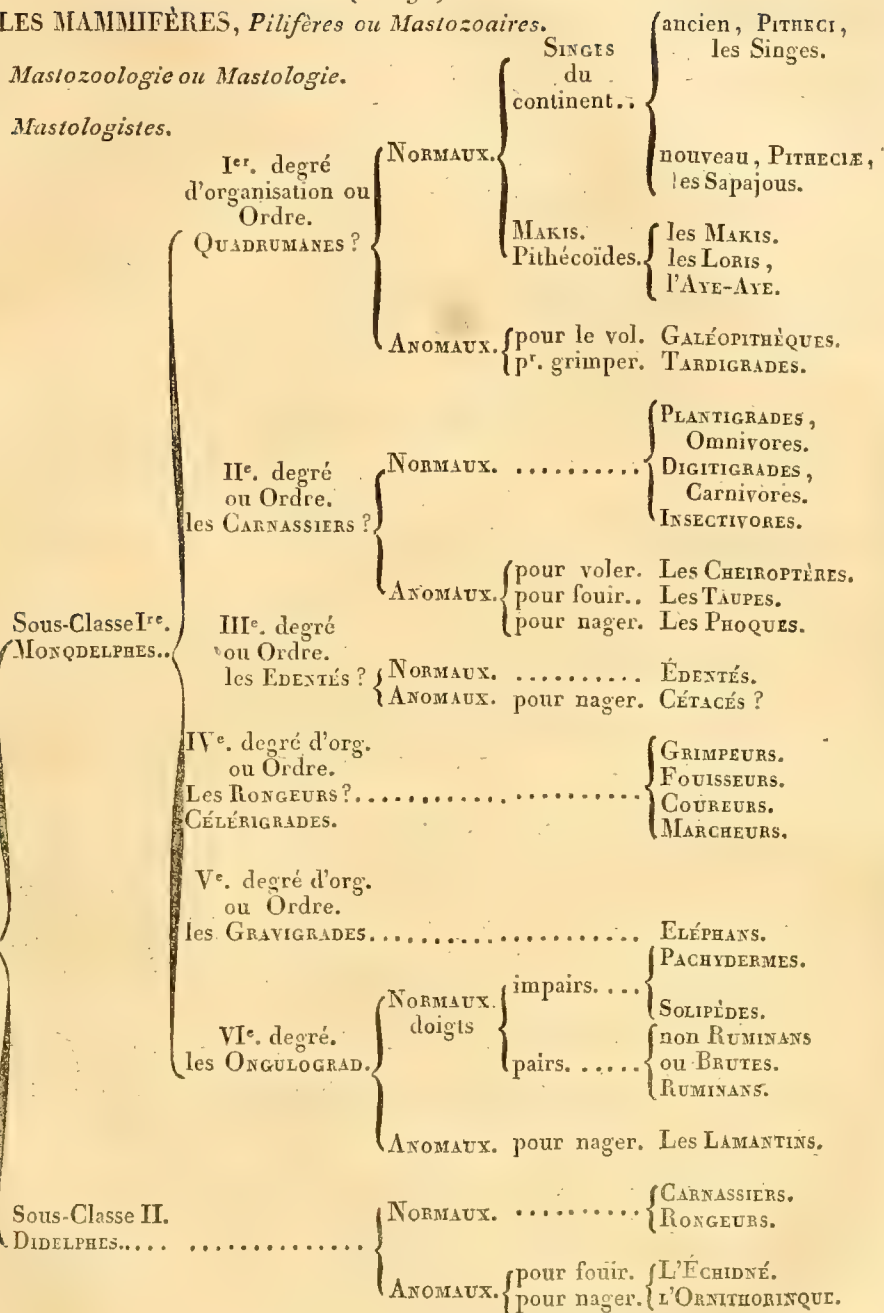 LES MAMMIFÈRES, Pilifères ou Mastozoaires.
Mastozoologie ou Mastologie.
Mastologistes.
Ier. degré
d'organisation ou
Ordre.
QUADRUMANES ?
NORMAUX.
SINGES
du
continent..
ancien, PITHECI,
les Singes.
nouveau, PITHECIÆ,
les Sapajous.
MAKIS.
Pithécoïdes.
les MAKIS.
les LORIS,
l'AYE-AYE.
ANOMAUX.
pour le vol. GALÉOPITHÈQUES.
pr. grimper. TARDIGRADES.
IIe. degré
ou Ordre.
les CARNASSIERS ?
NORMAUX. ..........
PLANTIGRADES,
Omnivores.
DIGITIGRADES,
Carnivores.
INSECTIVORES.
ANOMAUX.
pour voler. Les CHEIROPTÈRES.
pour fouir.. Les TAUPES.
pour nager. Les PHOQUES.
Sous-Classe Ire.
MONODELPHES..
IIIe. degré
ou Ordre.
les EDENTÉS ?
NORMAUX. .......... ÉDENTÉS.
ANOMAUX. pour nager. CÉTACÉS ?
IVe. degré d'org.
ou Ordre.
Les RONGEURS ?......................
CÉLÉRIGRADES.
GRIMPEURS.
FOUISSEURS.
COUREURS.
MARCHEURS.
Ve. degré d'org.
ou Ordre.
les GRAVIGRADES...................... ELÉPHANS.
VIe. degré.
les ONGULOGRAD.
NORMAUX.
doigts
impairs. ...
PACHYDERMES.
SOLIPÈDES.
pairs. .....
non RUMINANS
ou BRUTES.
RUMINANS.
ANOMAUX. pour nager. Les LAMANTINS.
Sous-Classe II.
DIDELPHES..... .............
NORMAUX. ..........
CARNASSIERS.
RONGEURS.
ANOMAUX.
pour fouir. L'ÉCHIDNÉ.
pour nager. L'ORNITHORINQUE.